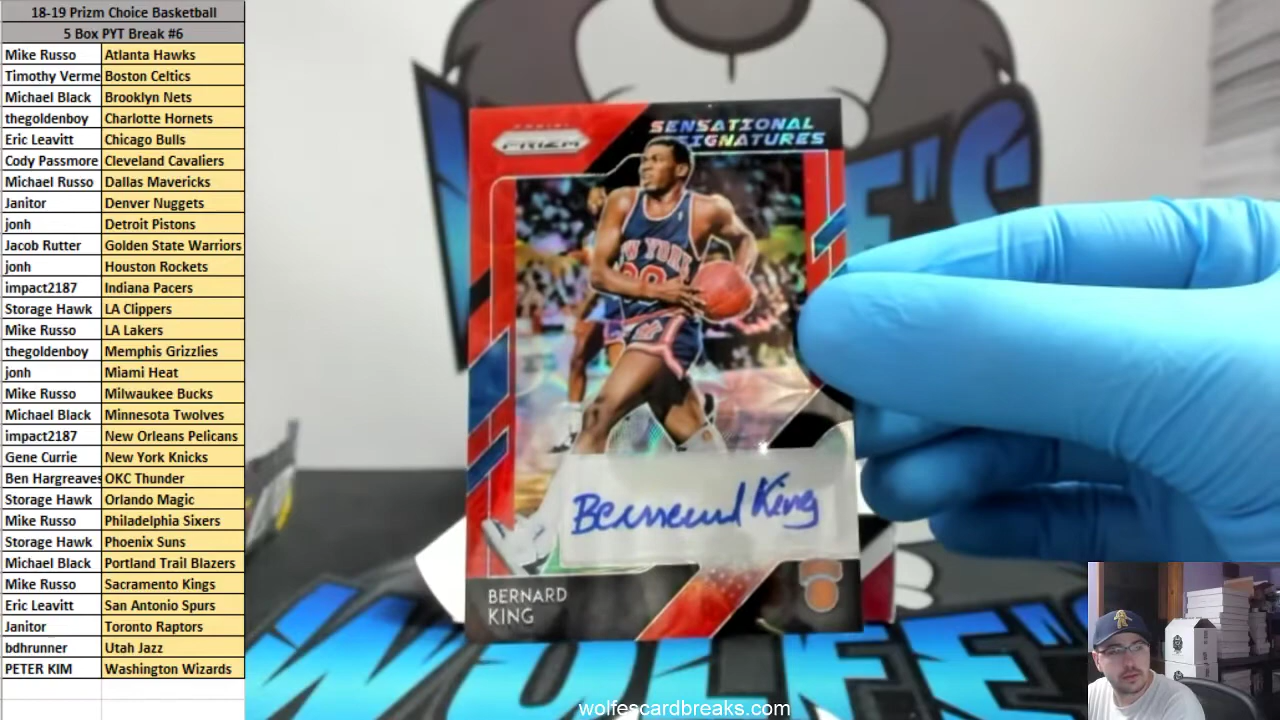 18-19 Prizm Choice Basketball
5 Box PYT Break #6
Mike Russo Atlanta Hawks
Timothy Verme Boston Celtics
Michael Black Brooklyn Nets
thegoldenboy Charlotte Hornets
Eric Leavitt Chicago Bulls
Cody Passmore Cleveland Cavaliers
Michael Russo Dallas Mavericks
Janitor Denver Nuggets
jonh Detroit Pistons
Jacob Rutter Golden State Warriors
jonh Houston Rockets
impact2187 Indiana Pacers
Storage Hawk LA Clippers
Mike Russo LA Lakers
thegoldenboy Memphis Grizzlies
jonh Miami Heat
Mike Russo Milwaukee Bucks
Michael Black Minnesota Twolves
impact2187 New Orleans Pelicans
Gene Currie New York Knicks
Ben Hargreaves OKC Thunder
Storage Hawk Orlando Magic
Mike Russo Philadelphia Sixers
Storage Hawk Phoenix Suns
Michael Black Portland Trail Blazers
Mike Russo Sacramento Kings
Eric Leavitt San Antonio Spurs
Janitor Toronto Raptors
bdhrunner Utah Jazz
PETER KIM Washington Wizards
PANINI
PRIZM
SENSATIONAL
SIGNATURES
NEW YORK
Bernard King
BERNARD
KING
WOLFE'S
wolfescardbreaks.com